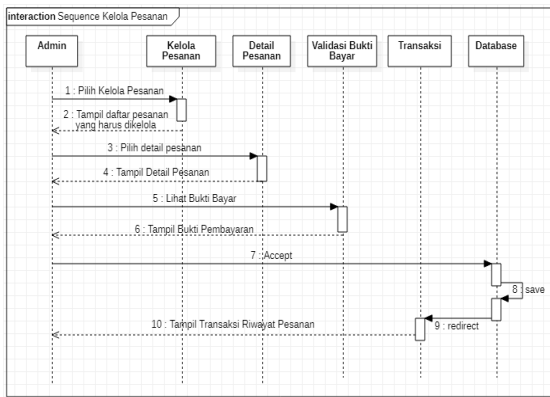 interaction Sequence Kelola Pesanan
Admin
Kelola
Pesanan
Detail
Pesanan
Validasi Bukti
Bayar
Transaksi
Database
1 : Pilih Kelola Pesanan
2 : Tampil daftar pesanan
yang harus dikelola
3 : Pilih detail pesanan
4 : Tampil Detail Pesanan
5 : Lihat Bukti Bayar
6 : Tampil Bukti Pembayaran
7 : Accept
8 : save
9 : redirect
10 : Tampil Transaksi Riwayat Pesanan